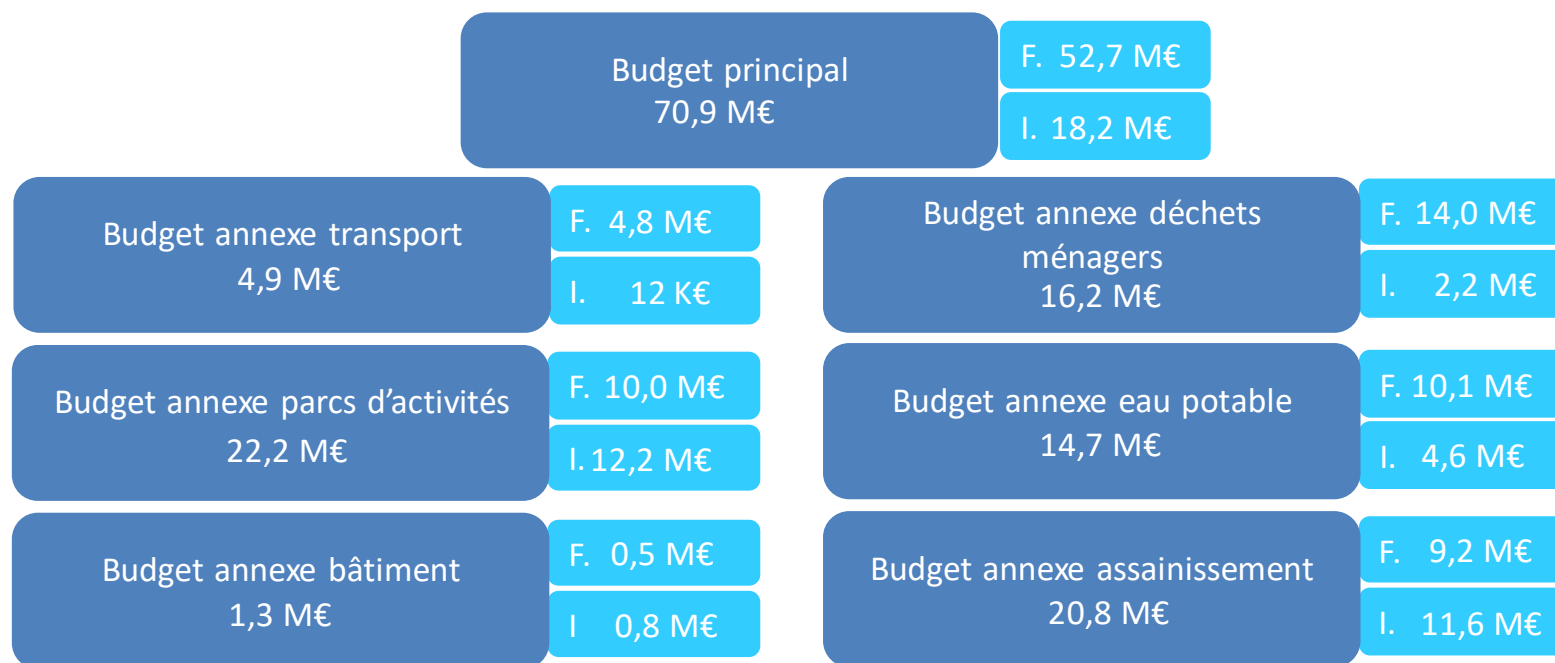 Budget principal
70,9 M€
F. 52,7 M€
I. 18,2 M€
Budget annexe transport
4,9 M€
F. 4,8 M€
I. 12 K€
Budget annexe déchets
ménagers
16,2 M€
F. 14,0 M€
I. 2,2 M€
Budget annexe parcs d’activités
22,2 M€
F. 10,0 M€
I. 12,2 M€
Budget annexe eau potable
14,7 M€
F. 10,1 M€
I. 4,6 M€
Budget annexe bâtiment
1,3 M€
F. 0,5 M€
I 0,8 M€
Budget annexe assainissement
20,8 M€
F. 9,2 M€
I. 11,6 M€